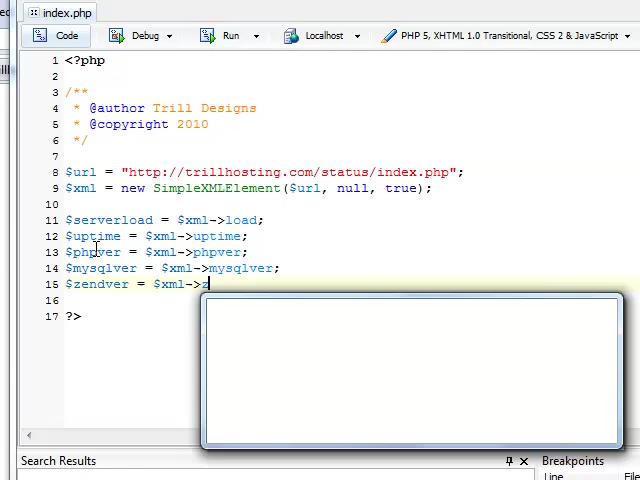 index.php
Code Debug Run Localhost PHP 5, XHTML 1.0 Transitional, CSS 2 & JavaScript
1 <?php
2
3 /**
4 * @author Trill Designs
5 * @copyright 2010
6 */
7
8 $url = "http://trillhosting.com/status/index.php";
9 $xml = new SimpleXMLElement($url, null, true);
10
11 $serverload = $xml->load;
12 $uptime = $xml->uptime;
13 $phpver = $xml->phpver;
14 $mysqlver = $xml->mysqlver;
15 $zendver = $xml->z
16
17 ?>
Search Results Breakpoints
Line